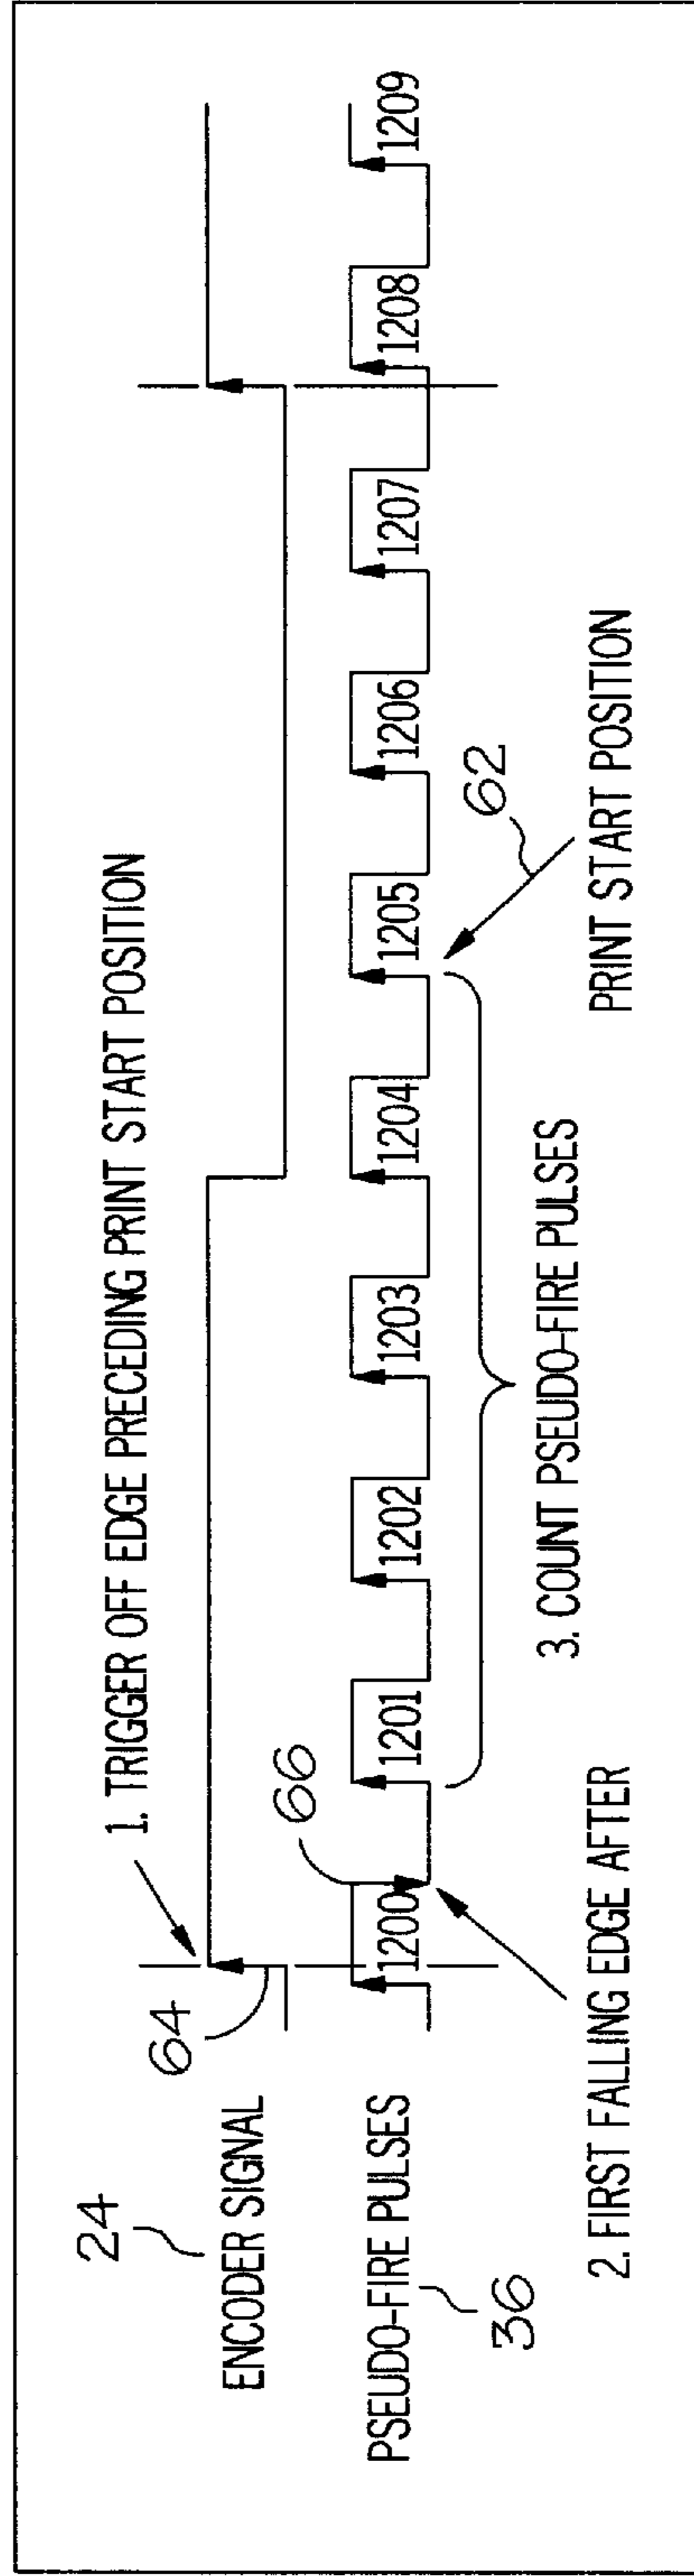 1. TRIGGER OFF EDGE PRECEDING PRINT START POSITION
24
64
ENCODER SIGNAL
66
PSEUDO-FIRE PULSES
1200 1201 1202 1203 1204 1205 1206 1207 1208 1209
36
62
2. FIRST FALLING EDGE AFTER
3. COUNT PSEUDO-FIRE PULSES
PRINT START POSITION